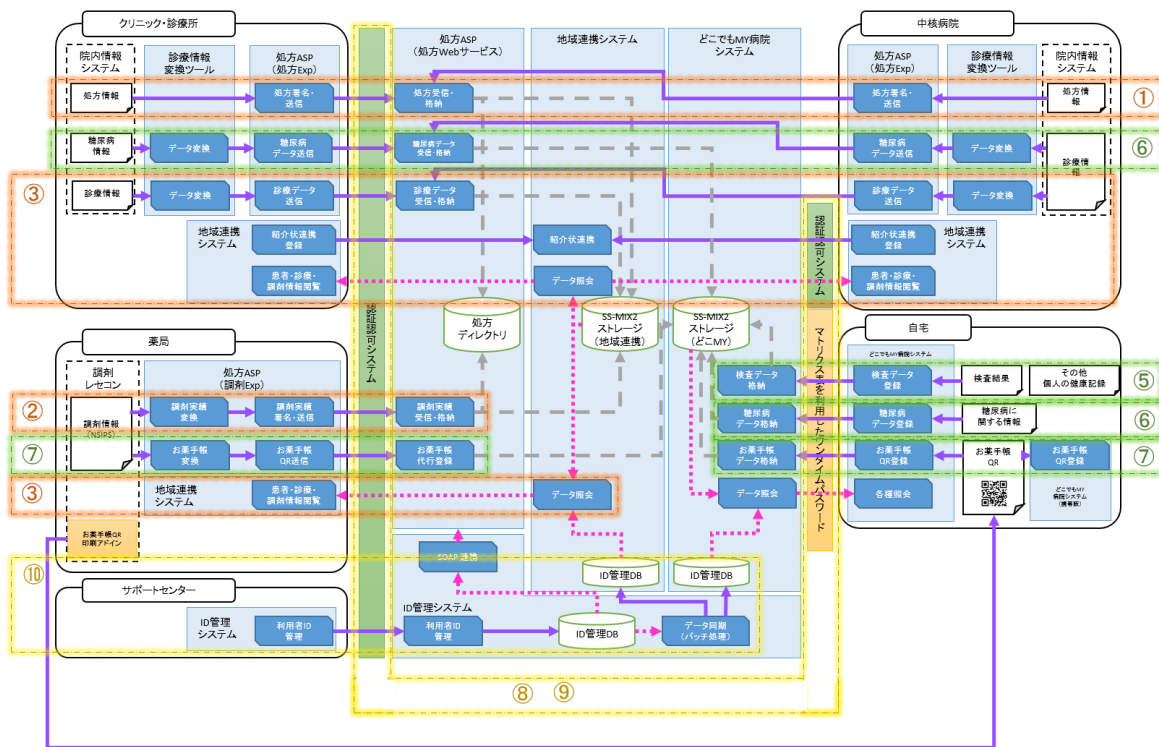 クリニック・診療所
院内情報
システム
診療情報
変換ツール
処方ASP
(処方Exp)
処方情報
処方署名・
送信
糖尿病
情報
データ変換
糖尿病
データ送信
③
診療情報
データ変換
診療データ
送信
地域連携
システム
紹介状連携
登録
患者・診療・
調剤情報閲覧
認証認可システム
処方ASP
(処方Webサービス)
地域連携システム
どこでもMY病院
システム
処方受信・
格納
糖尿病データ
受信・格納
診療データ
受信・格納
紹介状連携
データ照会
処方
ディレクトリ
SS-MIX2
ストレージ
(地域連携)
SS-MIX2
ストレージ
(どこMY)
認証認可システム
マトリクス表を利用したワンタイムパスワード
中核病院
処方ASP
(処方Exp)
診療情報
変換ツール
院内情報
システム
処方署名・
送信
処方情
報
①
糖尿病
データ送信
データ変換
診療情
報
⑥
診療データ
送信
データ変換
紹介状連携
登録
地域連携
システム
患者・診療・
調剤情報閲覧
薬局
調剤
レセコン
処方ASP
(調剤Exp)
②
調剤情報
(NSIPS)
調剤実績
変換
調剤実績
署名・送信
調剤実績
受信・格納
⑦
お薬手帳
変換
お薬手帳
QR送信
お薬手帳
代行登録
③
地域連携
システム
患者・診療・
調剤情報閲覧
データ照会
お薬手帳QR
印刷アドイン
自宅
どこでもMY病院システム
検査データ
格納
検査データ
登録
検査結果
その他
個人の健康記録
⑤
糖尿病
データ格納
糖尿病
データ登録
糖尿病に
関する情報
⑥
お薬手帳
データ格納
お薬手帳
QR登録
お薬手帳
QR
お薬手帳
QR登録
⑦
データ照会
各種照会
どこでもMY
病院システム
(携帯版)
⑩
サポートセンター
ID管理
システム
利用者ID
管理
SOAP連携
ID管理システム
利用者ID
管理
ID管理DB
ID管理DB
ID管理DB
データ同期
(バッチ処理)
⑧
⑨